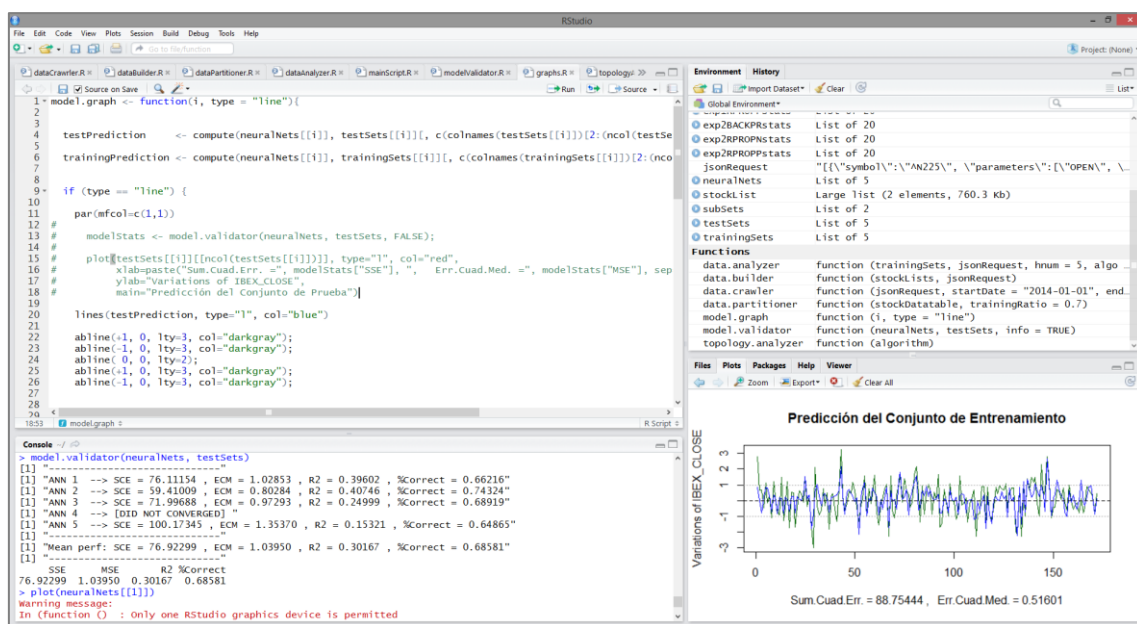 RStudio
File Edit Code View Plots Session Build Debug Tools Help
Go to file/function
Project: (None)
dataCrawler.R dataBuilder.R dataPartitioner.R dataAnalyzer.R mainScript.R modelValidator.R graphs.R topology
Source on Save Run Source
1 model.graph <- function(i, type = "line"){
2
3
4 testPrediction <- compute(neuralNets[[i]], testSets[[i]][, c(colnames(testSets[[i]])[2:(ncol(testSe
5
6 trainingPrediction <- compute(neuralNets[[i]], trainingSets[[i]][, c(colnames(trainingSets[[i]])[2:(nco
7
8
9 if (type == "line") {
10
11 par(mfcol=c(1,1))
12 #
13 # modelStats <- model.validator(neuralNets, testSets, FALSE);
14 #
15 # plot(testSets[[i]][[ncol(testSets[[i]])]], type="l", col="red",
16 # xlab=paste("Sum.Cuad.Err. =", modelStats["SSE"], ", Err.Cuad.Med. =", modelStats["MSE"], sep
17 # ylab="Variations of IBEX_CLOSE",
18 # main="Predicción del Conjunto de Prueba")
19
20 lines(testPrediction, type="l", col="blue")
21
22 abline(+1, 0, lty=3, col="darkgray");
23 abline(-1, 0, lty=3, col="darkgray");
24 abline( 0, 0, lty=2);
25 abline(+1, 0, lty=3, col="darkgray");
26 abline(-1, 0, lty=3, col="darkgray");
27
28
29
18:53 model.graph R Script
Console ~/
> model.validator(neuralNets, testSets)
[1] "------------------------------"
[1] "ANN 1 --> SCE = 76.11154 , ECM = 1.02853 , R2 = 0.39602 , %Correct = 0.66216"
[1] "ANN 2 --> SCE = 59.41009 , ECM = 0.80284 , R2 = 0.40746 , %Correct = 0.74324"
[1] "ANN 3 --> SCE = 71.99688 , ECM = 0.97293 , R2 = 0.24999 , %Correct = 0.68919"
[1] "ANN 4 --> [DID NOT CONVERGED] "
[1] "ANN 5 --> SCE = 100.17345 , ECM = 1.35370 , R2 = 0.15321 , %Correct = 0.64865"
[1] "------------------------------"
[1] "Mean perf: SCE = 76.92299 , ECM = 1.03950 , R2 = 0.30167 , %Correct = 0.68581"
[1] "------------------------------"
SSE MSE R2 %Correct
76.92299 1.03950 0.30167 0.68581
> plot(neuralNets[[1]])
Warning message:
In (function () : Only one RStudio graphics device is permitted
Environment History
Import Dataset Clear List
Global Environment
exp2BACKPRstats List of 20
exp2RPROPNstats List of 20
exp2RPROPPstats List of 20
jsonRequest "[{\"symbol\":\"^N225\", \"parameters\":[\"OPEN\", \…
neuralNets List of 5
stockList Large list (2 elements, 760.3 Kb)
subSets List of 2
testSets List of 5
trainingSets List of 5
Functions
data.analyzer function (trainingSets, jsonRequest, hnum = 5, algo …
data.builder function (stockLists, jsonRequest)
data.crawler function (jsonRequest, startDate = "2014-01-01", end…
data.partitioner function (stockDatatable, trainingRatio = 0.7)
model.graph function (i, type = "line")
model.validator function (neuralNets, testSets, info = TRUE)
topology.analyzer function (algorithm)
Files Plots Packages Help Viewer
Zoom Export Clear All
Predicción del Conjunto de Entrenamiento
Variations of IBEX_CLOSE
3
1
-1
-3
0 50 100 150
Sum.Cuad.Err. = 88.75444 , Err.Cuad.Med. = 0.51601